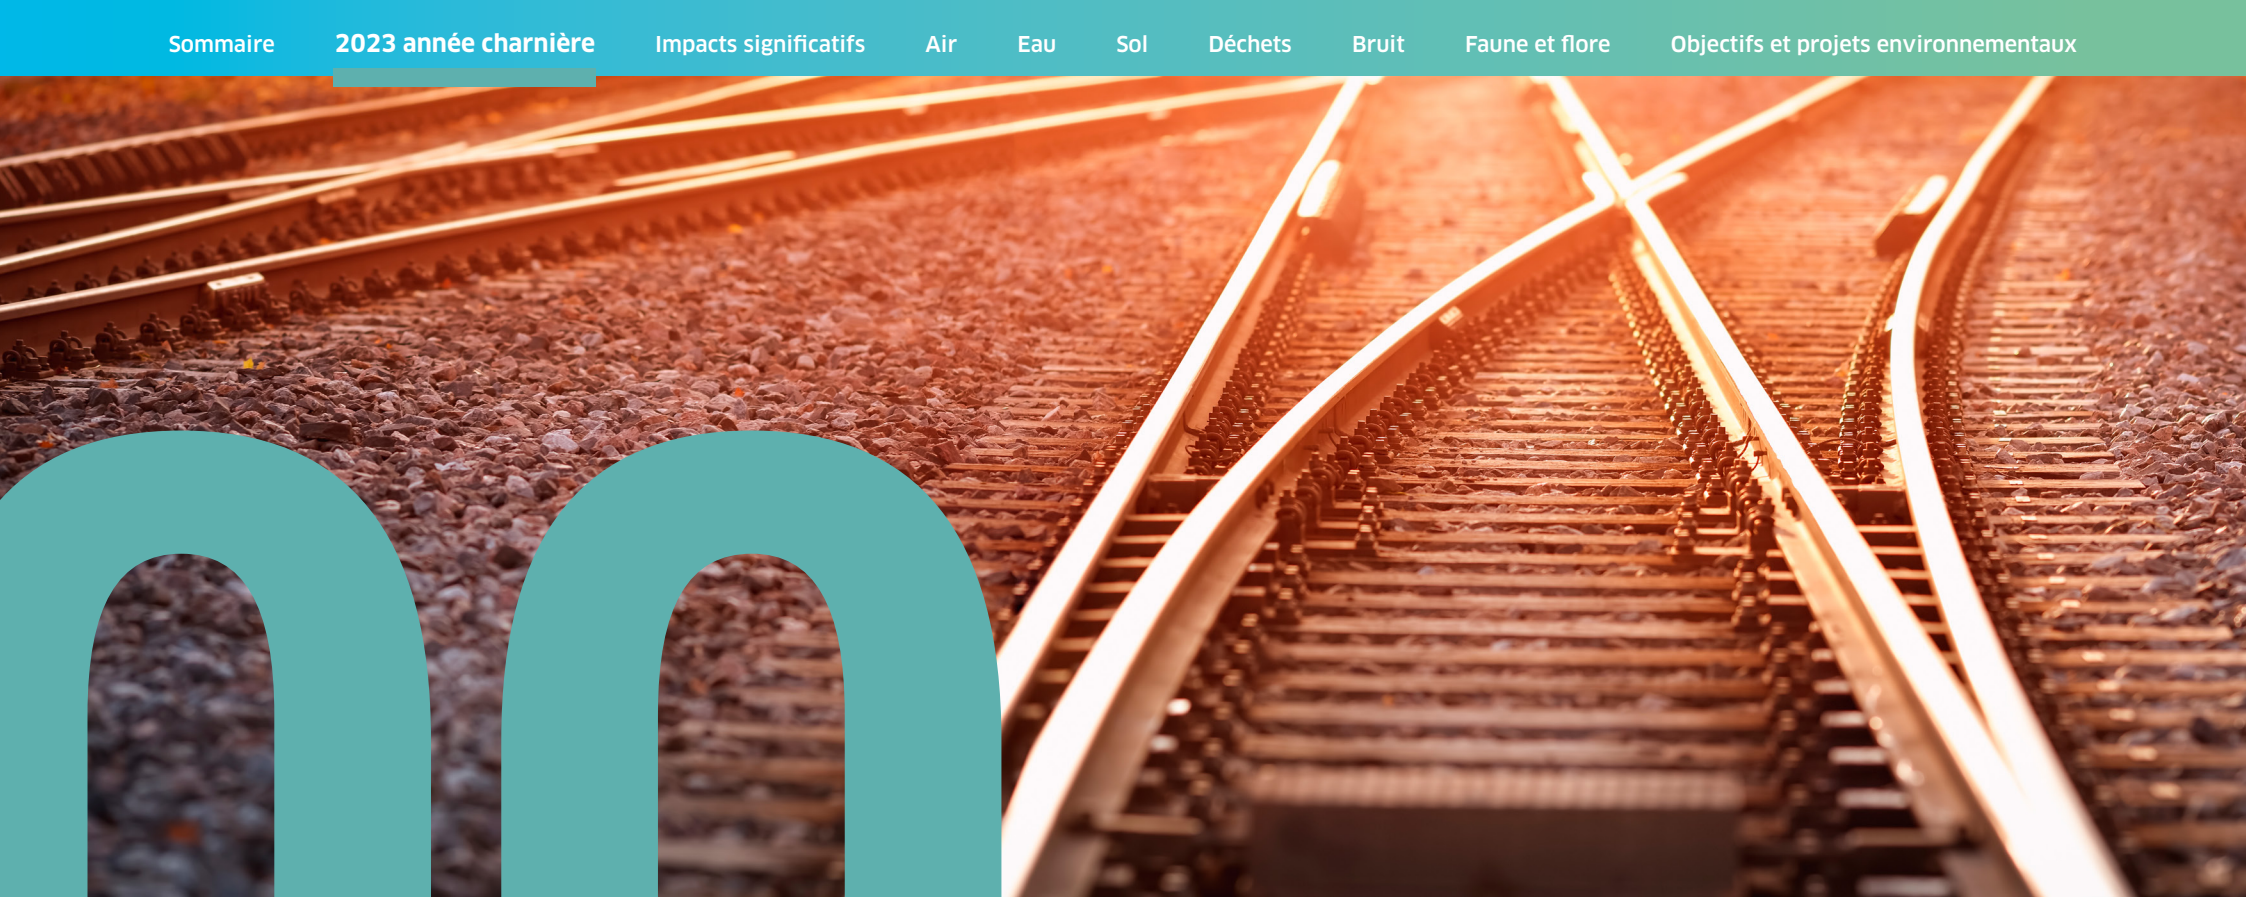 Sommaire 2023 année charnière Impacts significatifs Air Eau Sol Déchets Bruit Faune et flore Objectifs et projets environnementaux